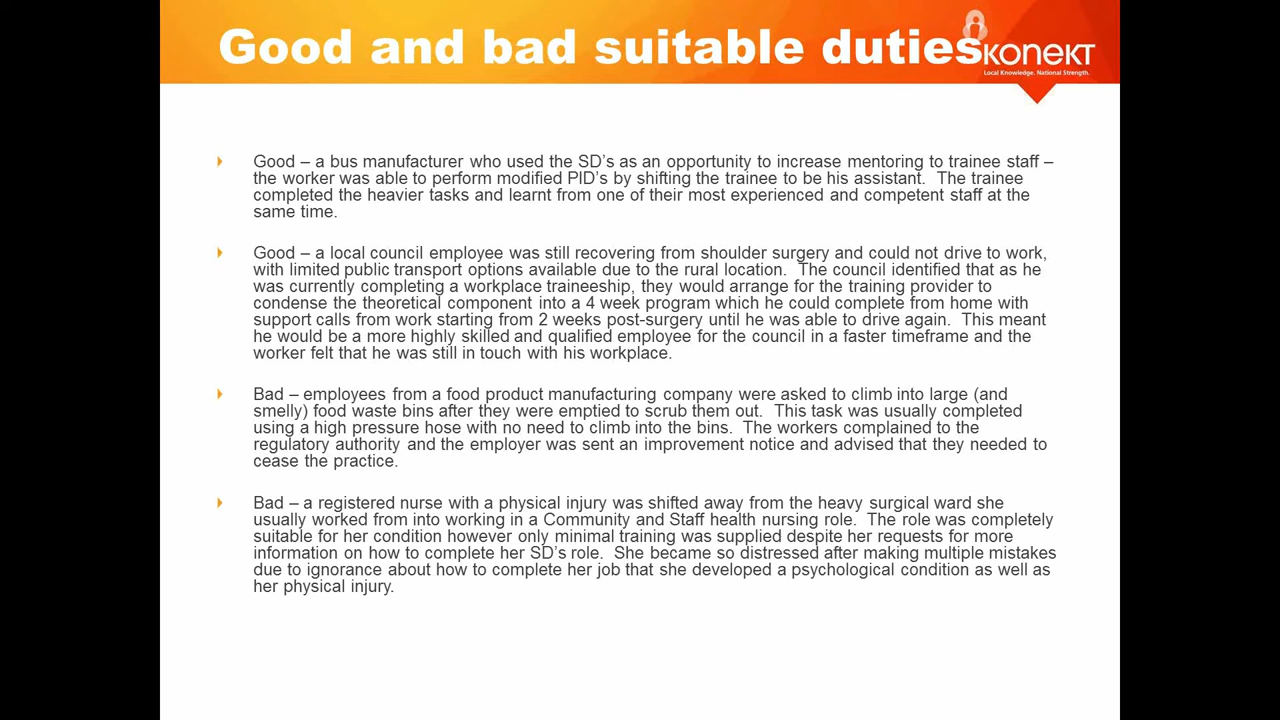 Good and bad suitable duties
KONEKT
Local Knowledge. National Strength.
Good – a bus manufacturer who used the SD’s as an opportunity to increase mentoring to trainee staff –
the worker was able to perform modified PID’s by shifting the trainee to be his assistant.  The trainee
completed the heavier tasks and learnt from one of their most experienced and competent staff at the
same time.
Good – a local council employee was still recovering from shoulder surgery and could not drive to work,
with limited public transport options available due to the rural location.  The council identified that as he
was currently completing a workplace traineeship, they would arrange for the training provider to
condense the theoretical component into a 4 week program which he could complete from home with
support calls from work starting from 2 weeks post-surgery until he was able to drive again.  This meant
he would be a more highly skilled and qualified employee for the council in a faster timeframe and the
worker felt that he was still in touch with his workplace.
Bad – employees from a food product manufacturing company were asked to climb into large (and
smelly) food waste bins after they were emptied to scrub them out.  This task was usually completed
using a high pressure hose with no need to climb into the bins.  The workers complained to the
regulatory authority and the employer was sent an improvement notice and advised that they needed to
cease the practice.
Bad – a registered nurse with a physical injury was shifted away from the heavy surgical ward she
usually worked from into working in a Community and Staff health nursing role.  The role was completely
suitable for her condition however only minimal training was supplied despite her requests for more
information on how to complete her SD’s role.  She became so distressed after making multiple mistakes
due to ignorance about how to complete her job that she developed a psychological condition as well as
her physical injury.